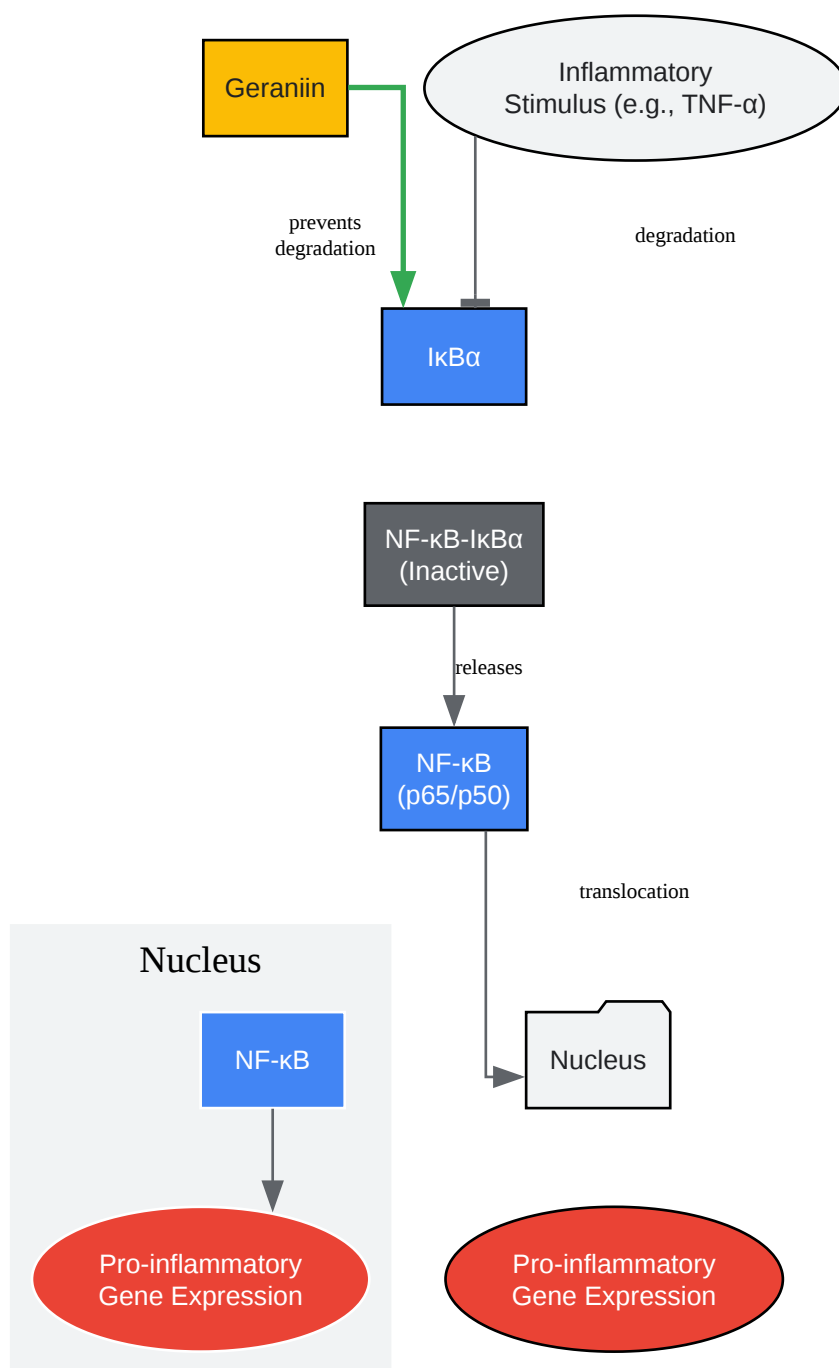 Geraniin
Inflammatory
Stimulus (e.g., TNF-α)
prevents
degradation
degradation
IκBα
NF-κB-IκBα
(Inactive)
releases
NF-κB
(p65/p50)
translocation
Nucleus
NF-κB
Nucleus
Pro-inflammatory
Gene Expression
Pro-inflammatory
Gene Expression